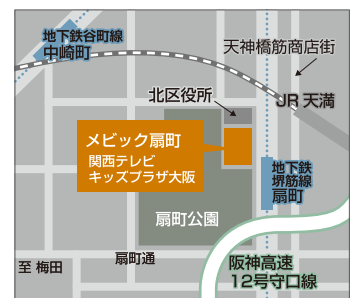 地下鉄谷町線
中崎町
天神橋筋商店街
北区役所
JR 天満
メビック扇町
関西テレビ
キッズプラザ大阪
地下鉄
堺筋線
扇町
扇町公園
扇町通
至 梅田
阪神高速
12号守口線